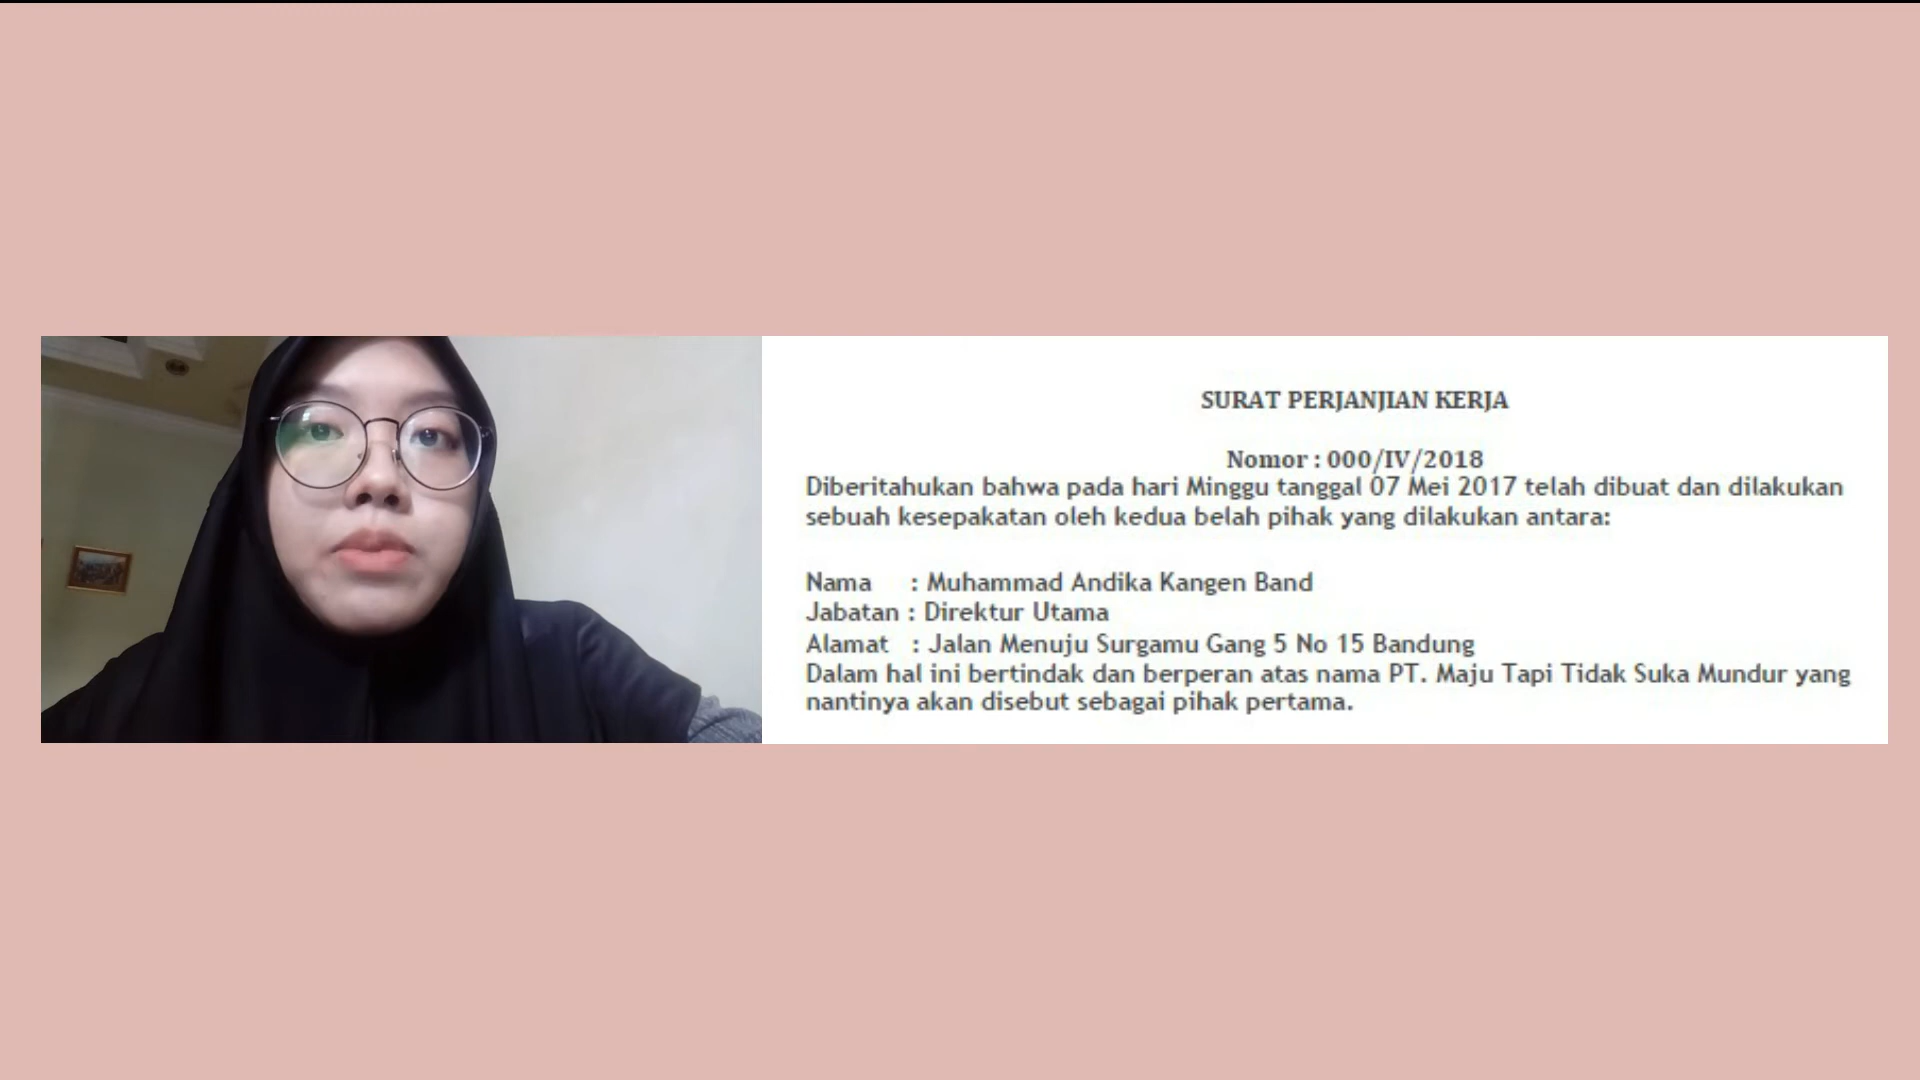 SURAT PERJANJIAN KERJA
Nomor : 000/IV/2018
Diberitahukan bahwa pada hari Minggu tanggal 07 Mei 2017 telah dibuat dan dilakukan
sebuah kesepakatan oleh kedua belah pihak yang dilakukan antara:
Nama : Muhammad Andika Kangen Band
Jabatan : Direktur Utama
Alamat : Jalan Menuju Surgamu Gang 5 No 15 Bandung
Dalam hal ini bertindak dan berperan atas nama PT. Maju Tapi Tidak Suka Mundur yang
nantinya akan disebut sebagai pihak pertama.